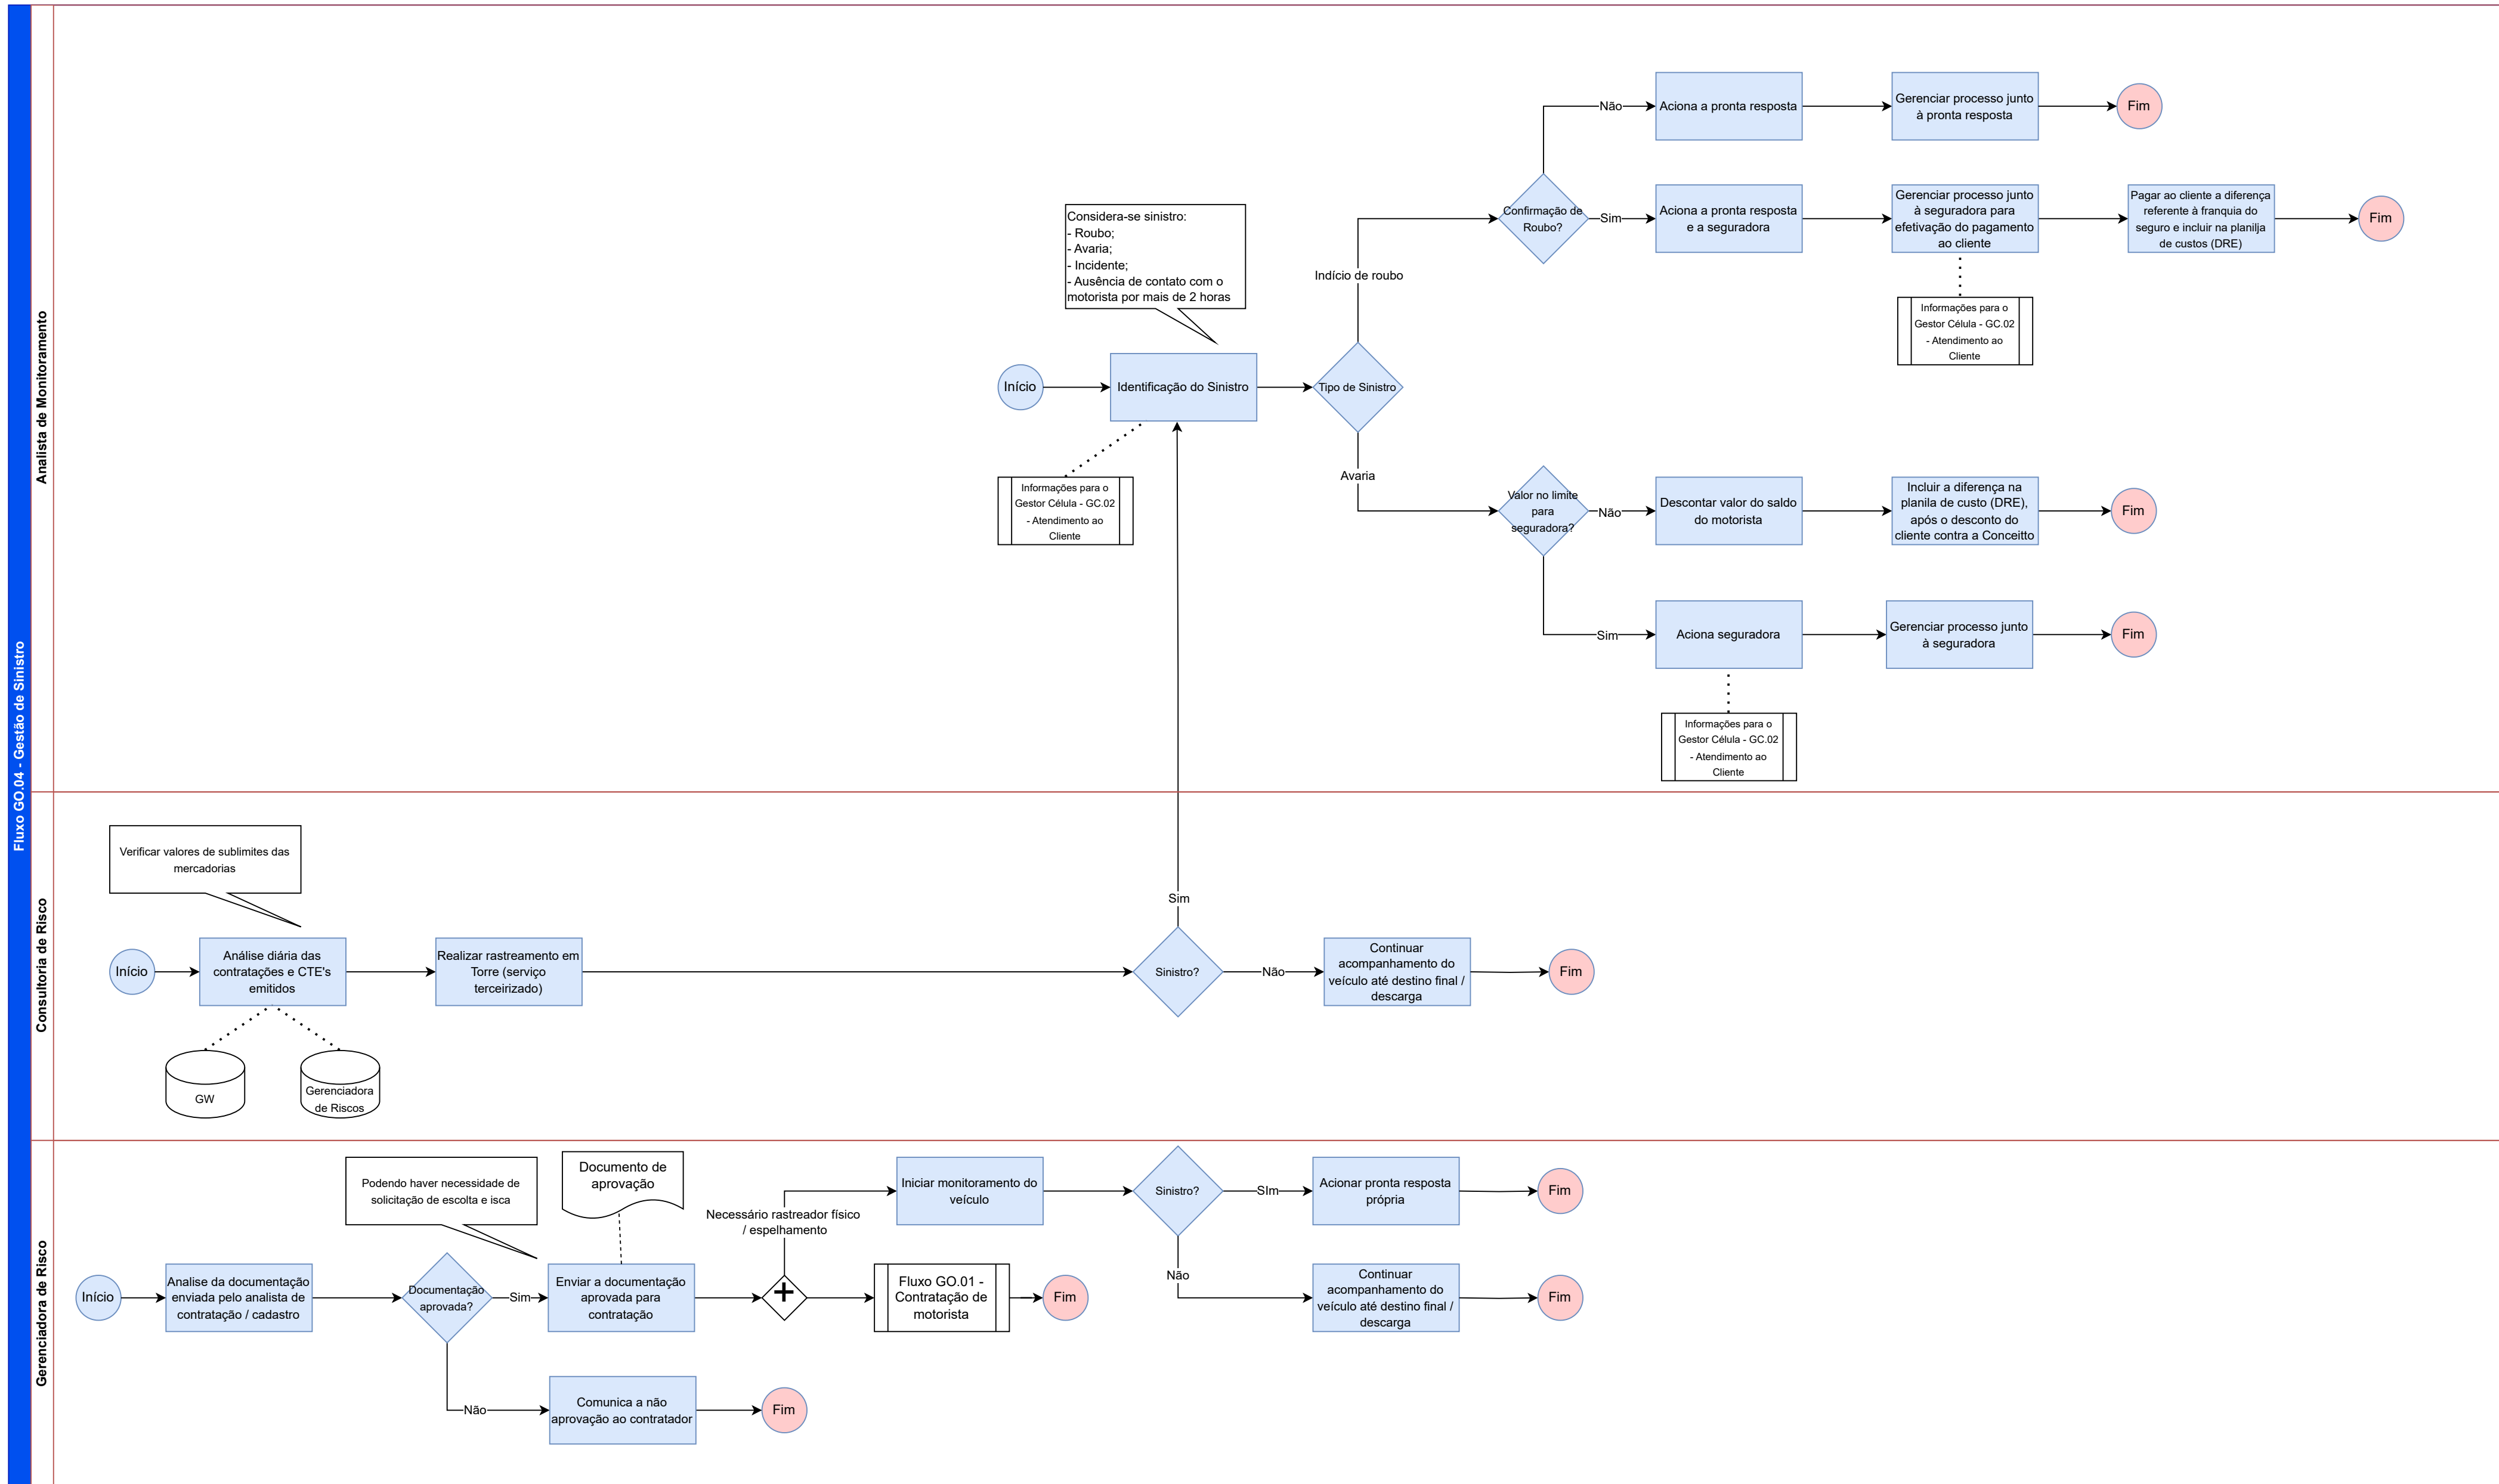 Fluxo GO.04 - Gestão de Sinistro
Analista de Monitoramento
Não
Aciona a pronta resposta
Gerenciar processo junto
à pronta resposta
Fim
Confirmação de
Roubo?
Sim
Aciona a pronta resposta
e a seguradora
Gerenciar processo junto
à seguradora para
efetivação do pagamento
ao cliente
Pagar ao cliente a diferença
referente à franquia do
seguro e incluir na planilja
de custos (DRE)
Fim
Considera-se sinistro:
- Roubo;
- Avaria;
- Incidente;
- Ausência de contato com o
motorista por mais de 2 horas
Indício de roubo
Informações para o
Gestor Célula - GC.02
- Atendimento ao
Cliente
Início
Identificação do Sinistro
Tipo de Sinistro
Informações para o
Gestor Célula - GC.02
- Atendimento ao
Cliente
Avaria
Valor no limite
para
seguradora?
Não
Descontar valor do saldo
do motorista
Incluir a diferença na
planila de custo (DRE),
após o desconto do
cliente contra a Conceitto
Fim
Sim
Aciona seguradora
Gerenciar processo junto
à seguradora
Fim
Informações para o
Gestor Célula - GC.02
- Atendimento ao
Cliente
Consultoria de Risco
Verificar valores de sublimites das
mercadorias
Sim
Início
Análise diária das
contratações e CTE's
emitidos
Realizar rastreamento em
Torre (serviço
terceirizado)
Sinistro?
Não
Continuar
acompanhamento do
veículo até destino final /
descarga
Fim
GW
Gerenciadora
de Riscos
Gerenciadora de Risco
Podendo haver necessidade de
solicitação de escolta e isca
Documento de
aprovação
Necessário rastreador físico
/ espelhamento
Iniciar monitoramento do
veículo
Sinistro?
SIm
Acionar pronta resposta
própria
Fim
Início
Analise da documentação
enviada pelo analista de
contratação / cadastro
Documentação
aprovada?
Sim
Enviar a documentação
aprovada para
contratação
Fluxo GO.01 -
Contratação de
motorista
Fim
Não
Continuar
acompanhamento do
veículo até destino final /
descarga
Fim
Não
Comunica a não
aprovação ao contratador
Fim